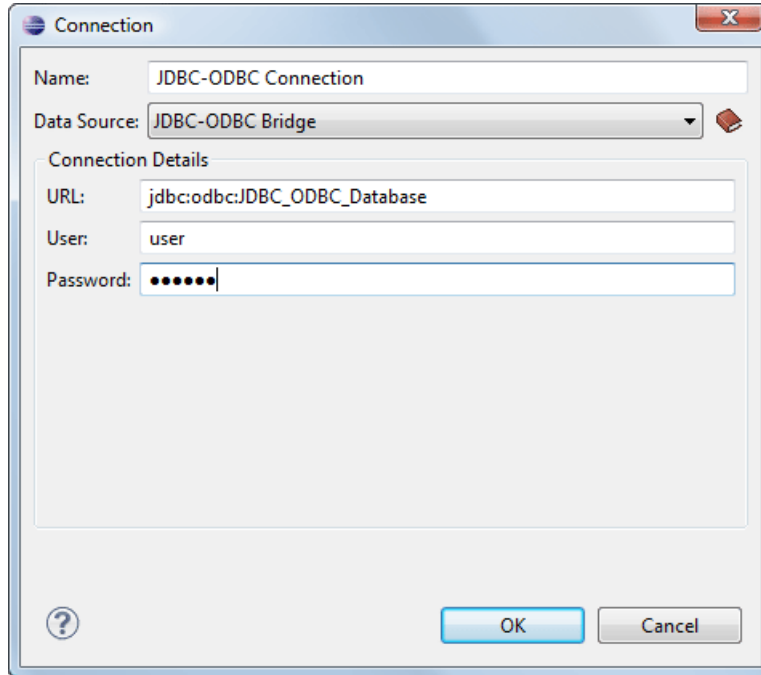 Connection
Name: JDBC-ODBC Connection
Data Source: JDBC-ODBC Bridge
Connection Details
URL: jdbc:odbc:JDBC_ODBC_Database
User: user
Password: ●●●●●●
? OK Cancel